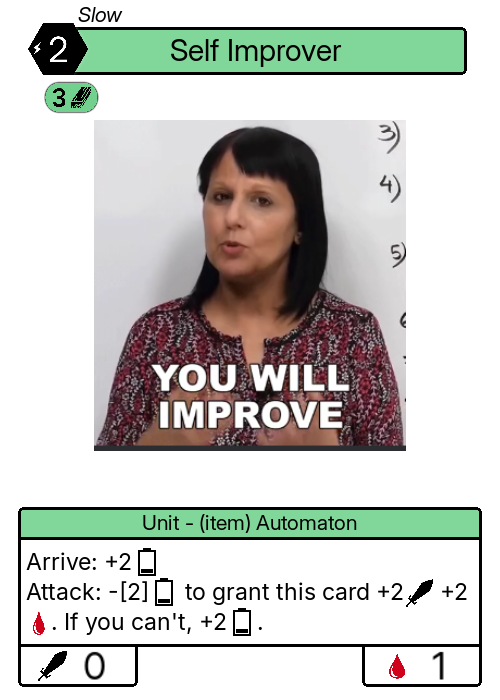 Slow
2
Self Improver
3
3)
4)
5)
6
YOU WILL
IMPROVE
Unit - (item) Automaton
Arrive: +2
Attack: -[2] to grant this card +2 +2
. If you can't, +2 .
0
1